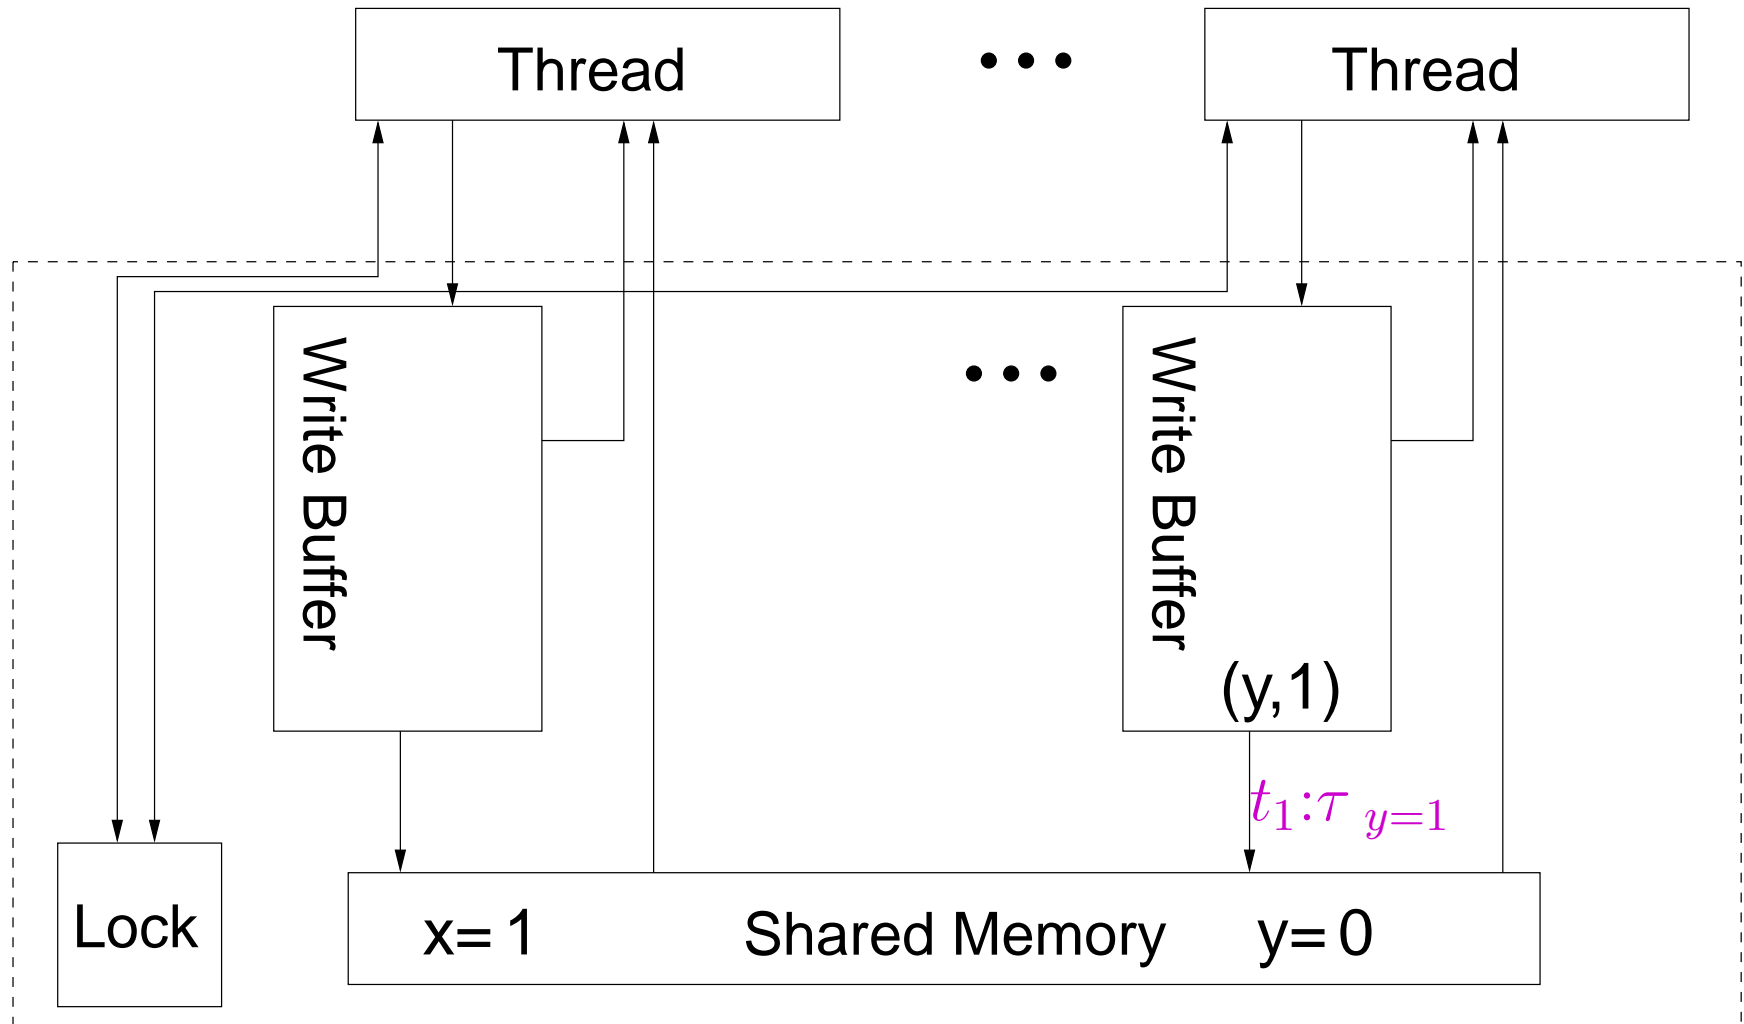 Thread
Thread
Write Buffer
Write Buffer
(y,1)
t₁:τ y=1
Lock
x= 1
Shared Memory
y= 0